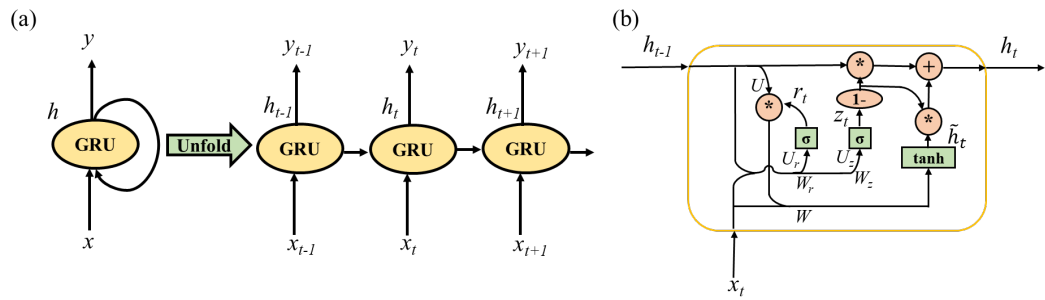 (a)
y
h
GRU
x
Unfold
y_{t-1}
h_{t-1}
GRU
x_{t-1}
y_t
h_t
GRU
x_t
y_{t+1}
h_{t+1}
GRU
x_{t+1}
(b)
h_{t-1}
h_t
*
+
U
*
r_t
1-
z_t
*
h̃_t
σ
σ
tanh
U_r
W_r
U_z
W_z
W
x_t